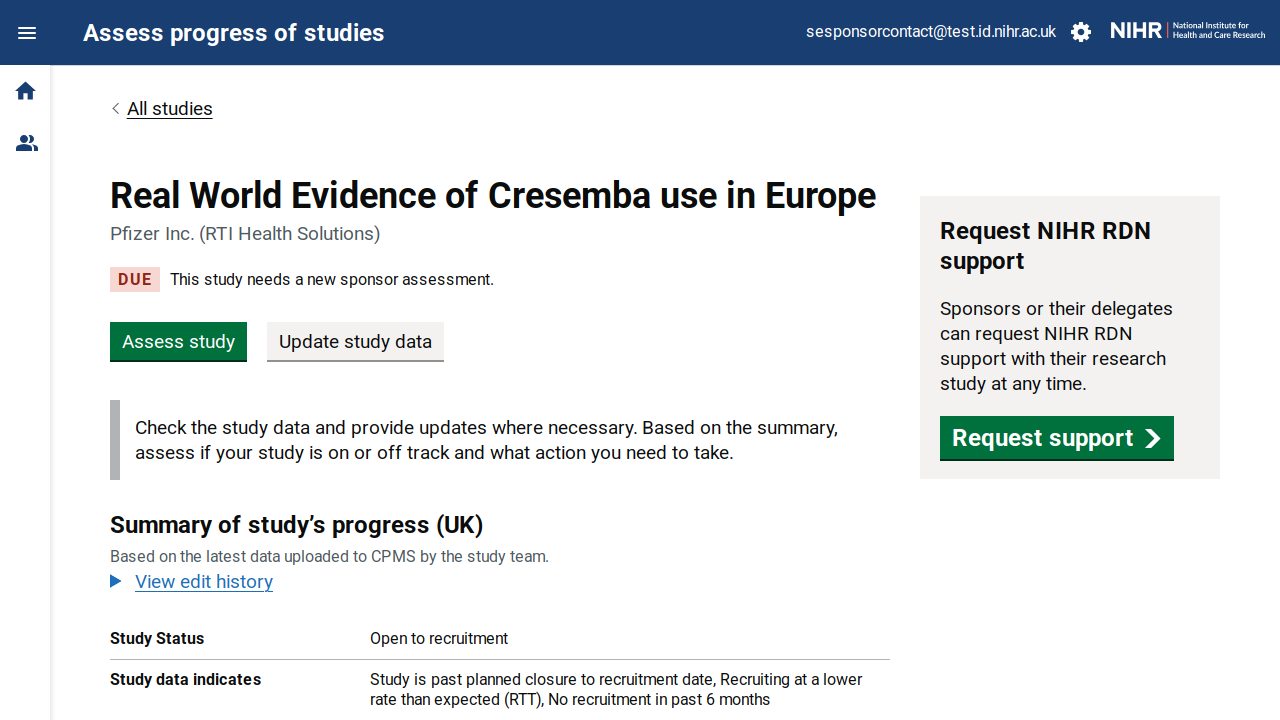 Assess progress of studies
sesponsorcontact@test.id.nihr.ac.uk
NIHR
National Institute for
Health and Care Research
All studies
Real World Evidence of Cresemba use in Europe
Pfizer Inc. (RTI Health Solutions)
DUE This study needs a new sponsor assessment.
Assess study
Update study data
Check the study data and provide updates where necessary. Based on the summary,
assess if your study is on or off track and what action you need to take.
Summary of study’s progress (UK)
Based on the latest data uploaded to CPMS by the study team.
View edit history
Study Status Open to recruitment
Study data indicates Study is past planned closure to recruitment date, Recruiting at a lower
rate than expected (RTT), No recruitment in past 6 months
Request NIHR RDN
support
Sponsors or their delegates
can request NIHR RDN
support with their research
study at any time.
Request support